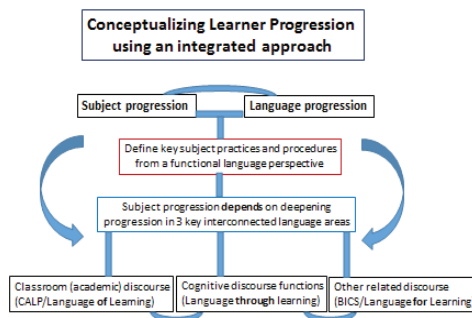 Conceptualizing Learner Progression
using an integrated approach
Subject progression
Language progression
Define key subject practices and procedures
from a functional language perspective
Subject progression depends on deepening
progression in 3 key interconnected language areas
Classroom (academic) discourse
(CALP/Language of Learning)
Cognitive discourse functions
(Language through learning)
Other related discourse
(BICS/Language for Learning)